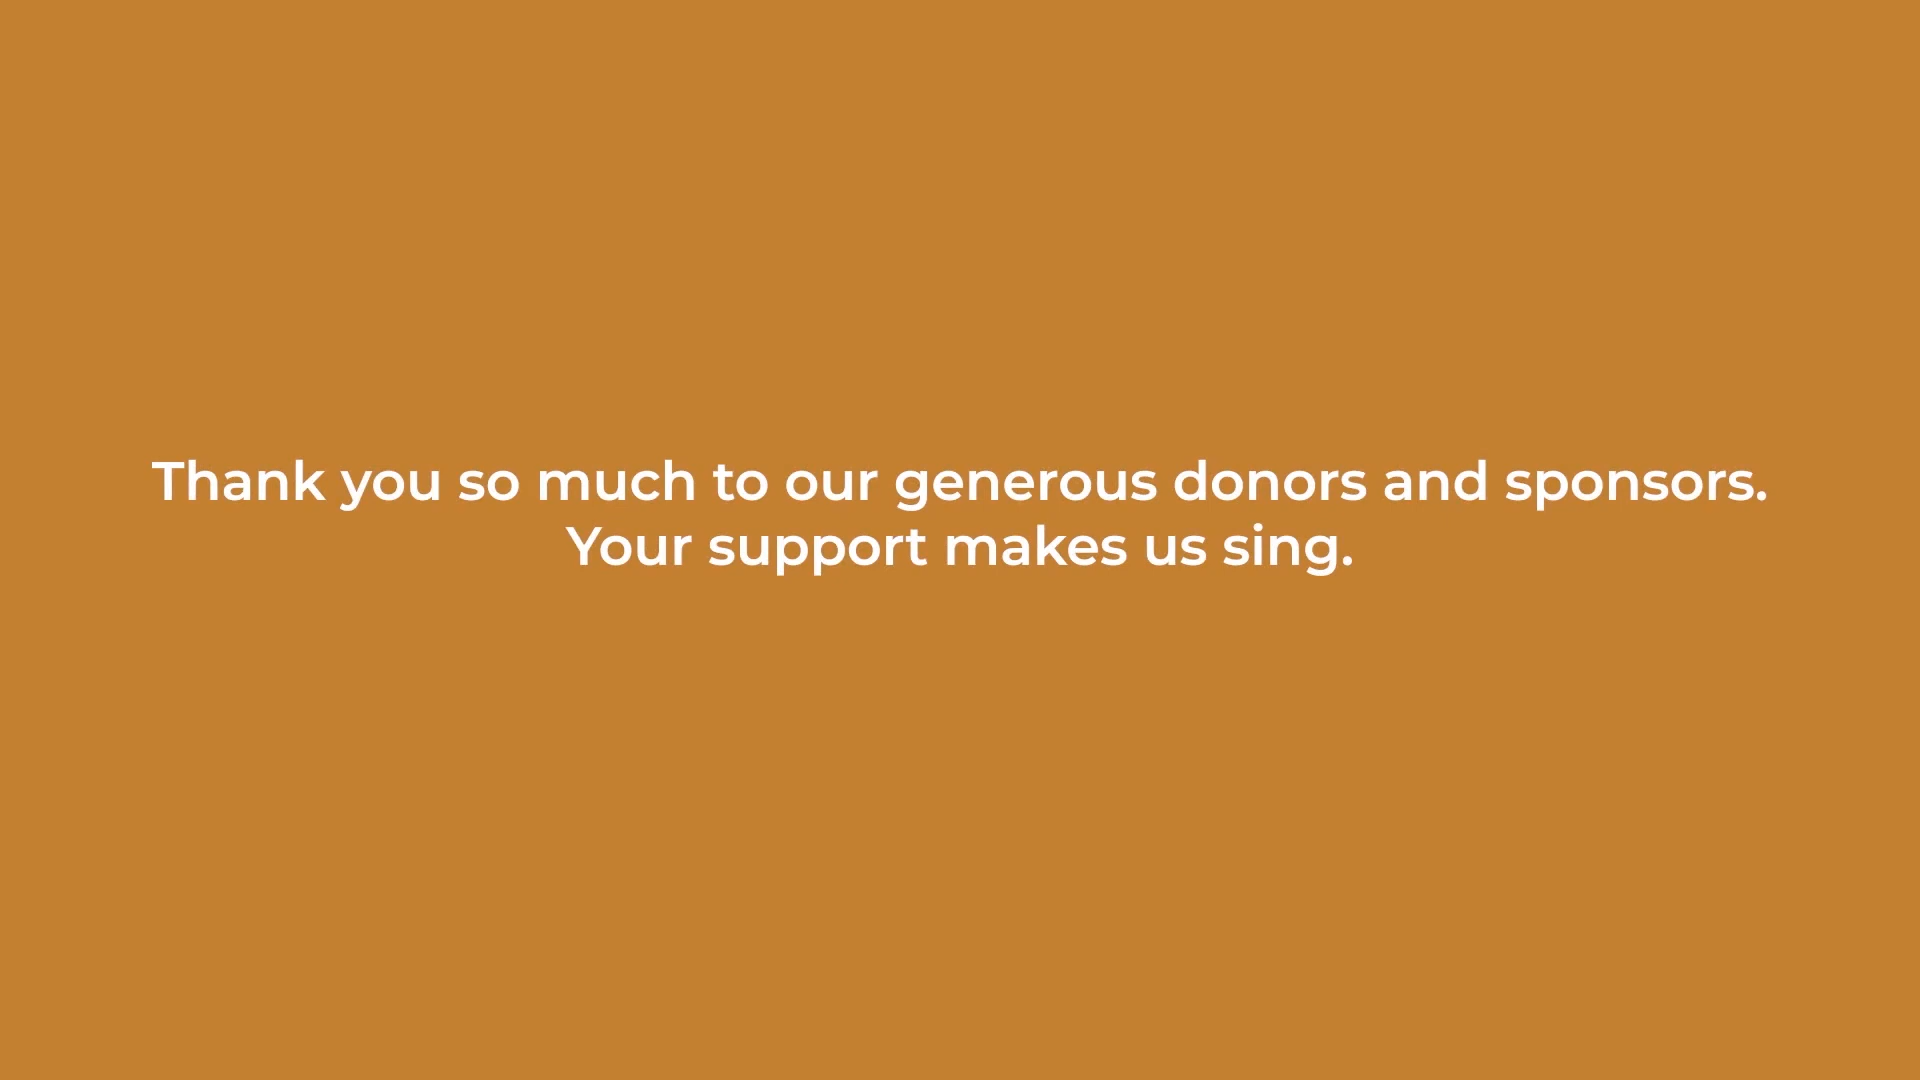 Thank you so much to our generous donors and sponsors.
Your support makes us sing.